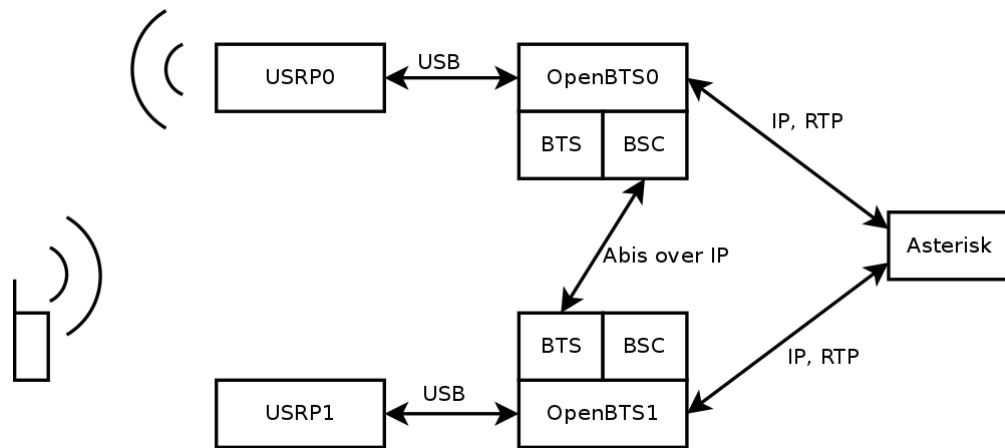 USRP0
USB
OpenBTS0
BTS
BSC
IP, RTP
Asterisk
Abis over IP
BTS
BSC
IP, RTP
USRP1
USB
OpenBTS1